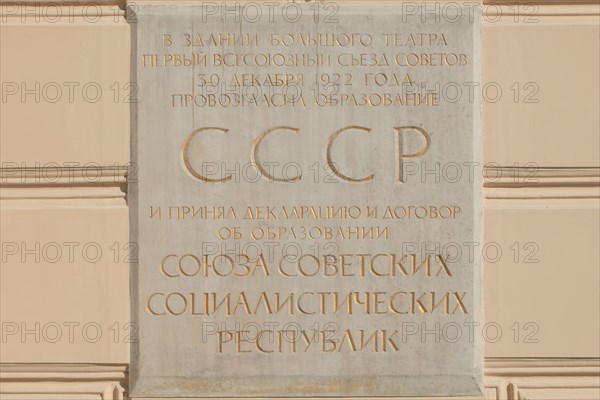 В ЗДАНИИ БОЛЬШОГО ТЕАТРА
ПЕРВЫЙ ВСЕСОЮЗНЫЙ СЪЕЗД СОВЕТОВ
30 ДЕКАБРЯ 1922 ГОДА
ПРОВОЗГЛАСИЛ ОБРАЗОВАНИЕ
СССР
И ПРИНЯЛ ДЕКЛАРАЦИЮ И ДОГОВОР
ОБ ОБРАЗОВАНИИ
СОЮЗА СОВЕТСКИХ
СОЦИАЛИСТИЧЕСКИХ
РЕСПУБЛИК